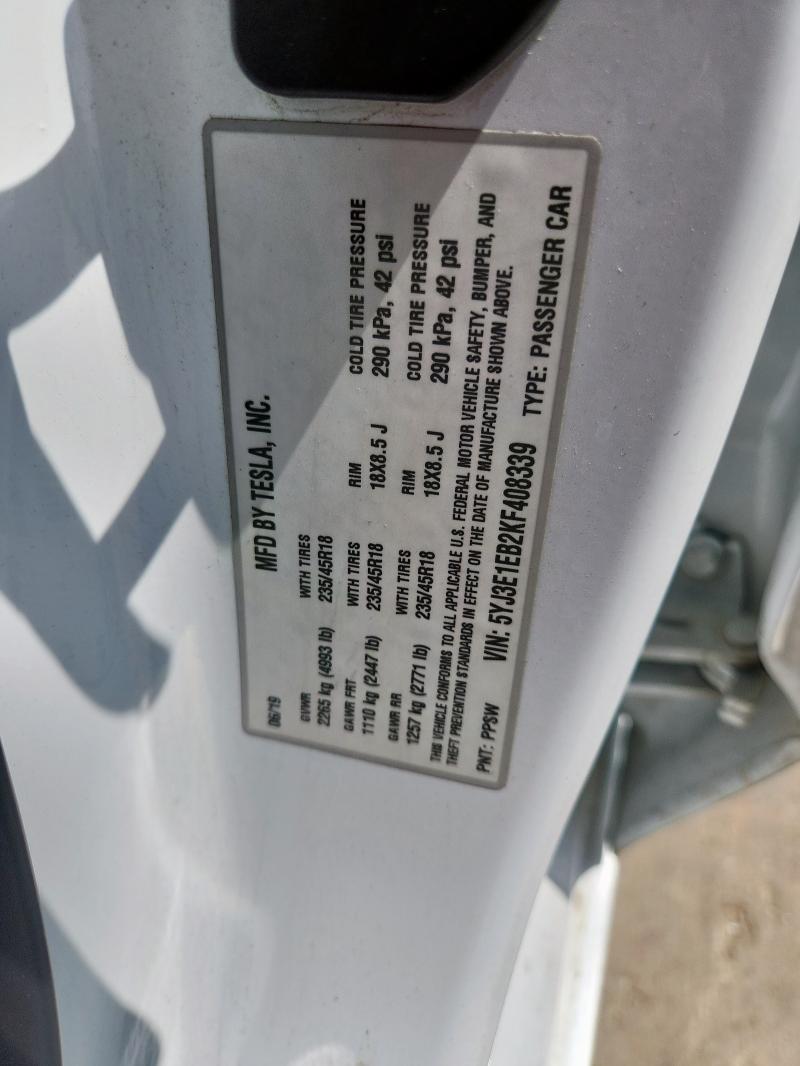 MFD BY TESLA, INC.
06/19
GVWR WITH TIRES
2265 kg (4993 lb) 235/45R18
GAWR FRT WITH TIRES RIM COLD TIRE PRESSURE
1110 kg (2447 lb) 235/45R18 18X8.5 J 290 kPa, 42 psi
GAWR RR WITH TIRES RIM COLD TIRE PRESSURE
1257 kg (2771 lb) 235/45R18 18X8.5 J 290 kPa, 42 psi
THIS VEHICLE CONFORMS TO ALL APPLICABLE U.S. FEDERAL MOTOR VEHICLE SAFETY, BUMPER, AND
THEFT PREVENTION STANDARDS IN EFFECT ON THE DATE OF MANUFACTURE SHOWN ABOVE.
PNT: PPSW VIN: 5YJ3E1EB2KF408339 TYPE: PASSENGER CAR